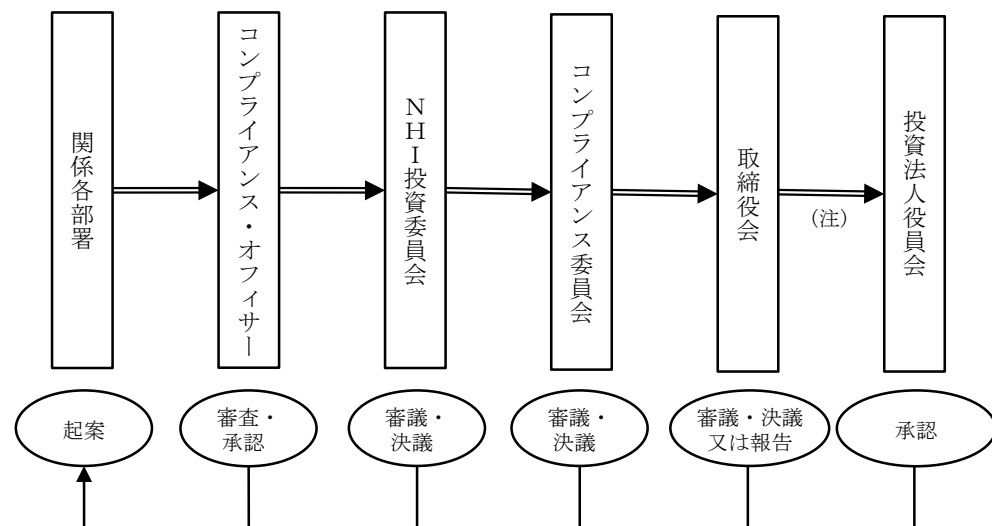 関係各部署
コンプライアンス・オフィサー
NHI投資委員会
コンプライアンス委員会
取締役会
(注)
投資法人役員会
起案
審査・
承認
審議・
決議
審議・
決議
審議・決議
又は報告
承認